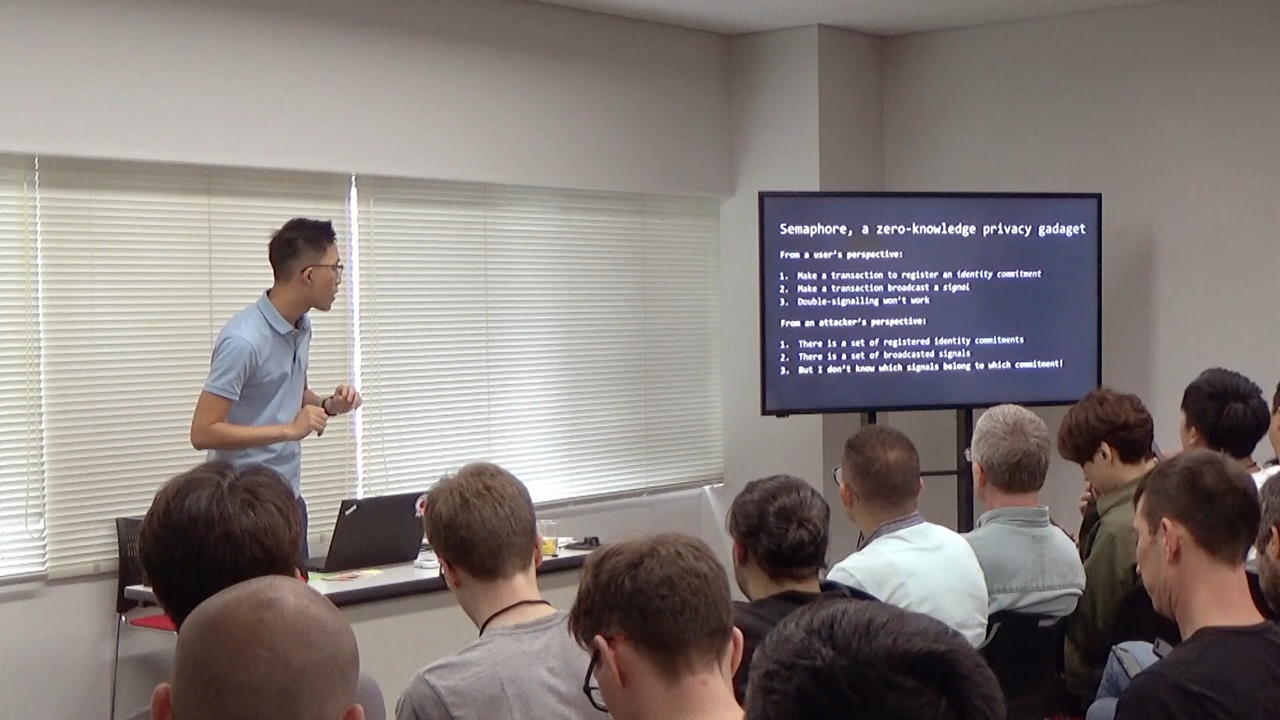 Semaphore, a zero-knowledge privacy gadaget
From a user's perspective:
1. Make a transaction to register an identity commitment
2. Make a transaction broadcast a signal
3. Double-signalling won't work
From an attacker's perspective:
1. There is a set of registered identity commitments
2. There is a set of broadcasted signals
3. But I don't know which signals belong to which commitment!